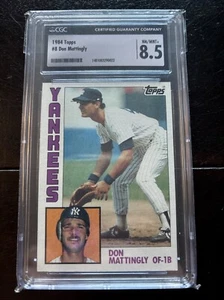 CGC CERTIFIED GUARANTY COMPANY
1984 Topps
#8 Don Mattingly
NM/MINT+
8.5
Topps
YANKEES
DON
MATTINGLY OF-1B